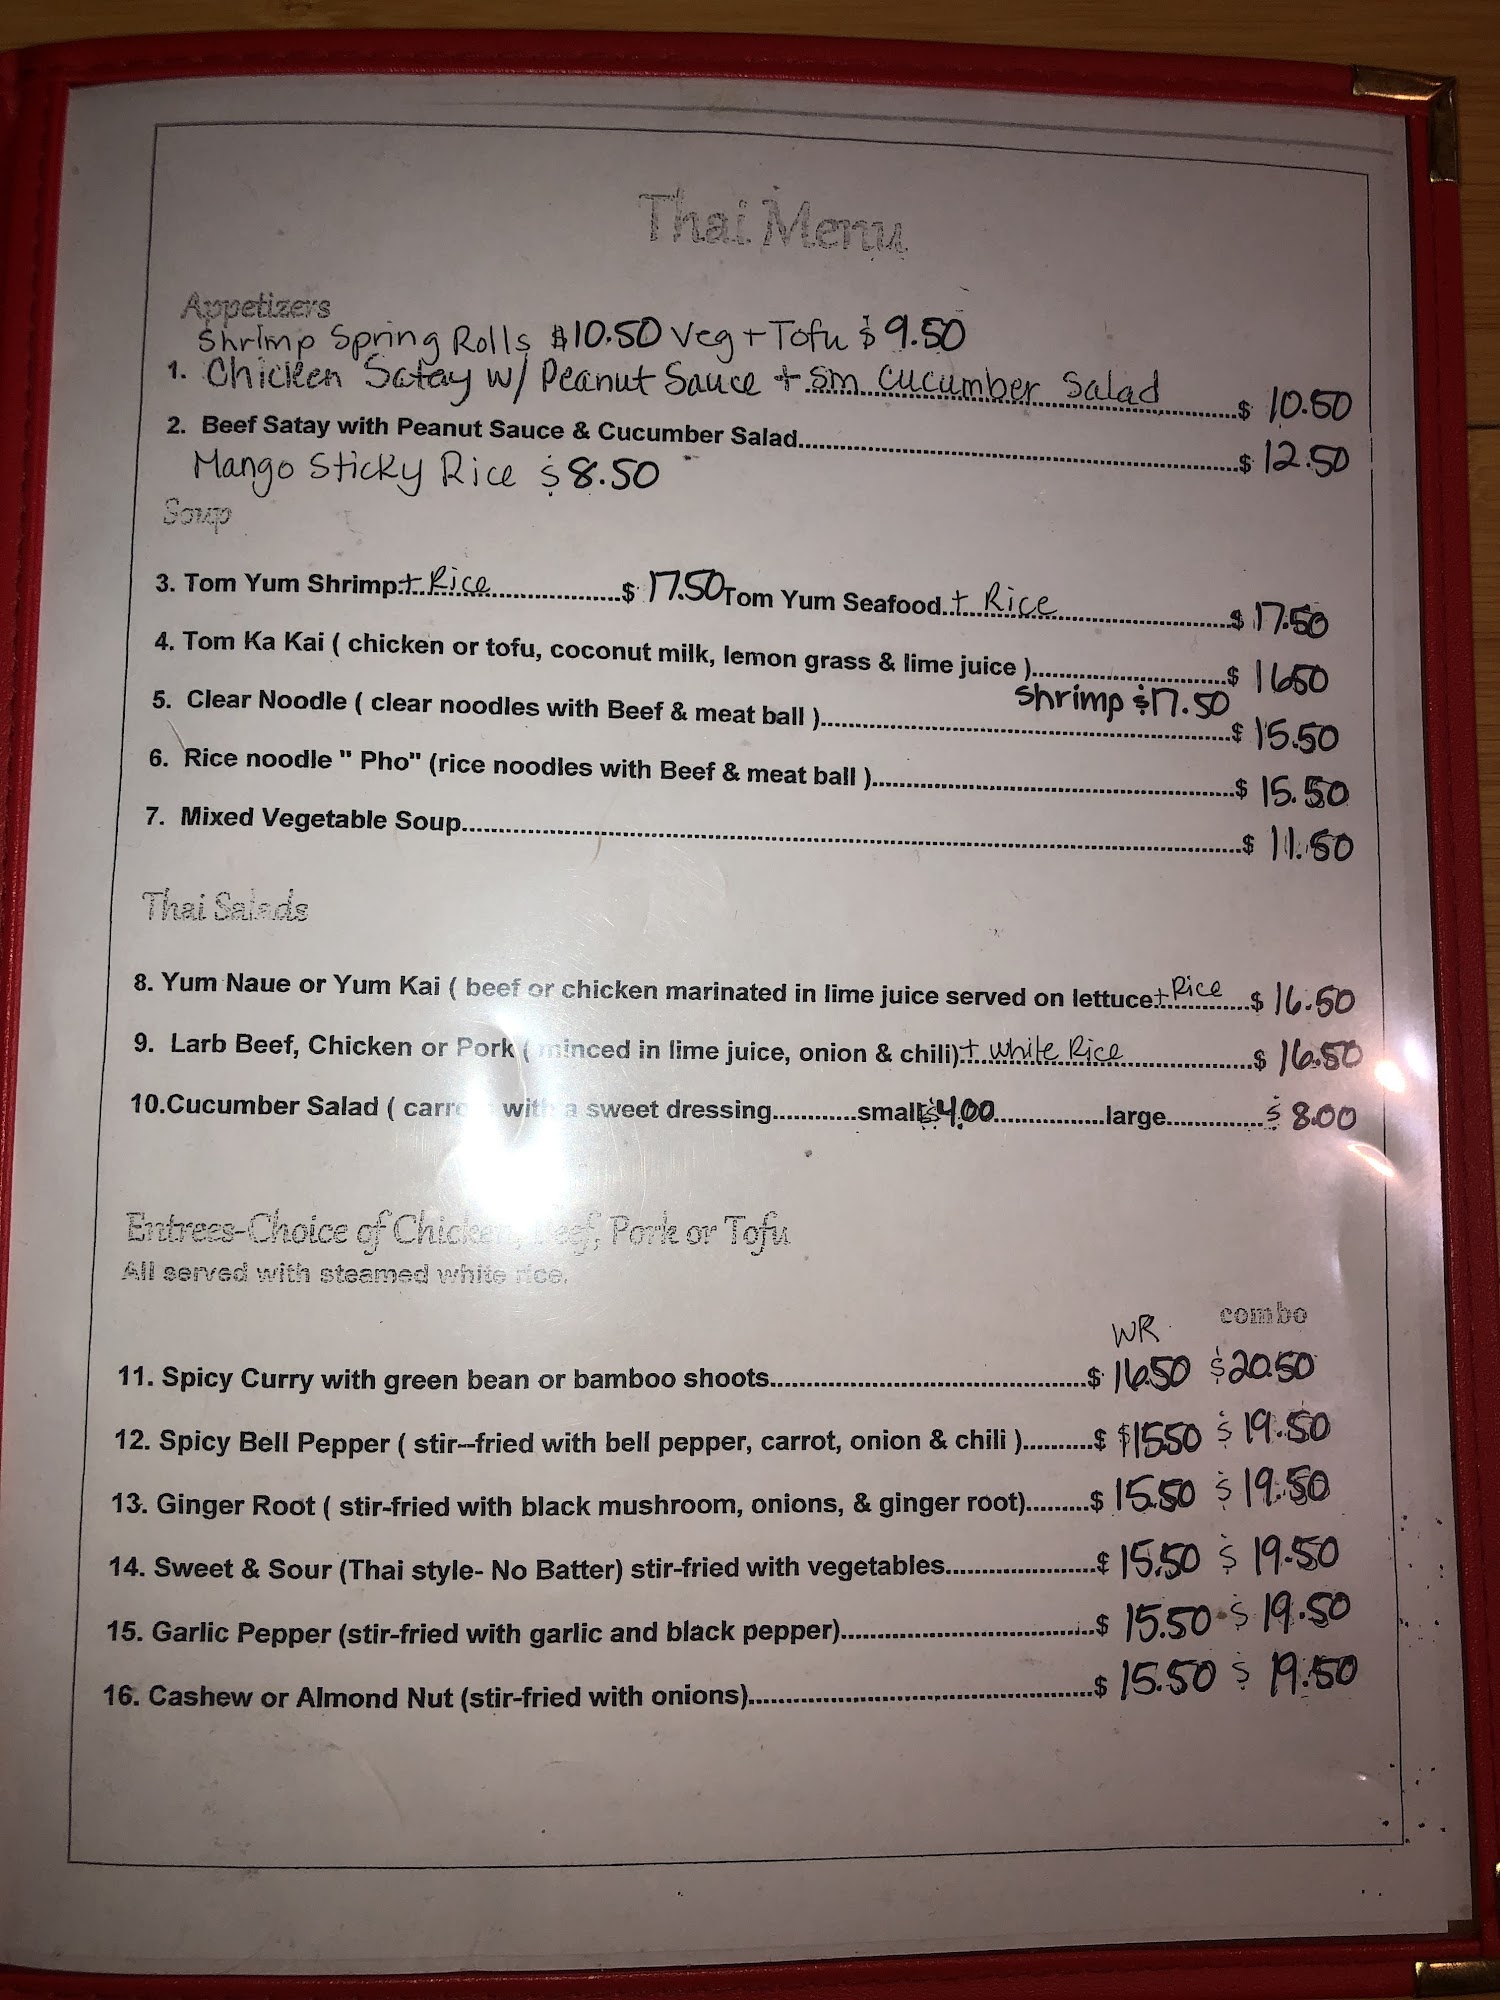 Thai Menu
Appetizers
Shrimp Spring Rolls $10.50 Veg + Tofu $9.50
1. Chicken Satay w/ Peanut Sauce + sm cucumber Salad ......$ 10.50
2. Beef Satay with Peanut Sauce & Cucumber Salad......$ 12.50
Mango Sticky Rice $8.50
Soup
3. Tom Yum Shrimp + Rice......$ 17.50 Tom Yum Seafood + Rice......$ 17.50
4. Tom Ka Kai ( chicken or tofu, coconut milk, lemon grass & lime juice )......$ 16.50
Shrimp $17.50
5. Clear Noodle ( clear noodles with Beef & meat ball )......$ 15.50
6. Rice noodle " Pho" (rice noodles with Beef & meat ball )......$ 15.50
7. Mixed Vegetable Soup......$ 11.50
Thai Salads
8. Yum Naue or Yum Kai ( beef or chicken marinated in lime juice served on lettuce + Rice......$ 16.50
9. Larb Beef, Chicken or Pork ( minced in lime juice, onion & chili) + white Rice......$ 16.50
10.Cucumber Salad ( with a sweet dressing............small $4.00................large..............$ 8.00
Entrees-Choice of Chicken, Beef, Pork or Tofu
All served with steamed white rice.
WR combo
11. Spicy Curry with green bean or bamboo shoots......$ 16.50 $20.50
12. Spicy Bell Pepper ( stir--fried with bell pepper, carrot, onion & chili )..........$ $15.50 $ 19.50
13. Ginger Root ( stir-fried with black mushroom, onions, & ginger root).........$ 15.50 $ 19.50
14. Sweet & Sour (Thai style- No Batter) stir-fried with vegetables......$ 15.50 $ 19.50
15. Garlic Pepper (stir-fried with garlic and black pepper)......$ 15.50 $ 19.50
16. Cashew or Almond Nut (stir-fried with onions)......$ 15.50 $ 19.50